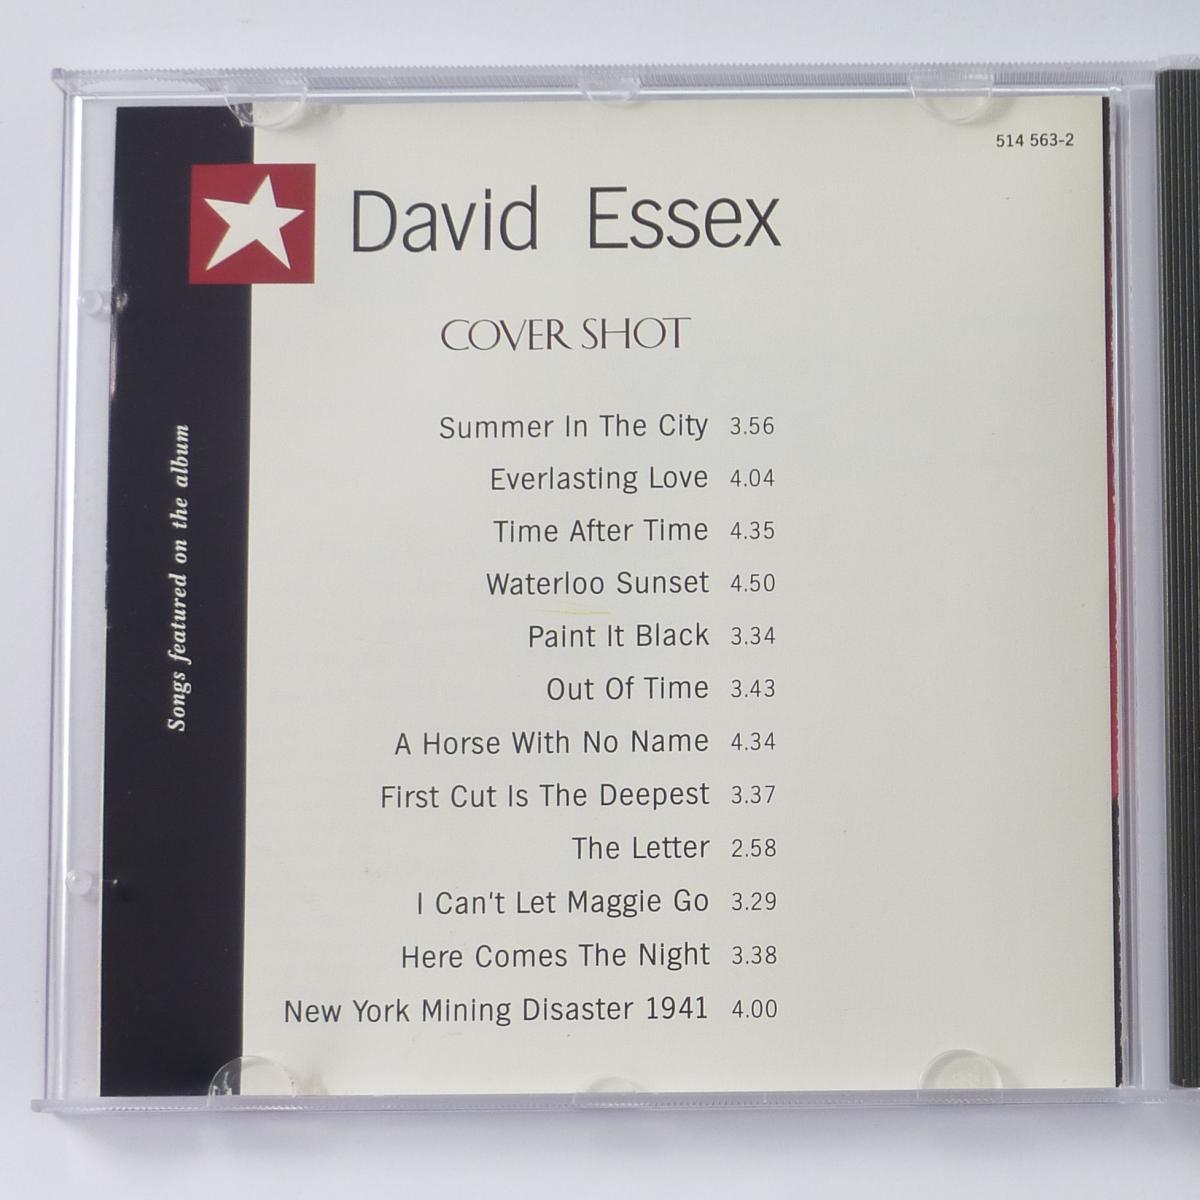 514 563-2
David Essex
COVER SHOT
Summer In The City 3.56
Everlasting Love 4.04
Time After Time 4.35
Waterloo Sunset 4.50
Paint It Black 3.34
Out Of Time 3.43
A Horse With No Name 4.34
First Cut Is The Deepest 3.37
The Letter 2.58
I Can't Let Maggie Go 3.29
Here Comes The Night 3.38
New York Mining Disaster 1941 4.00
Songs featured on the album